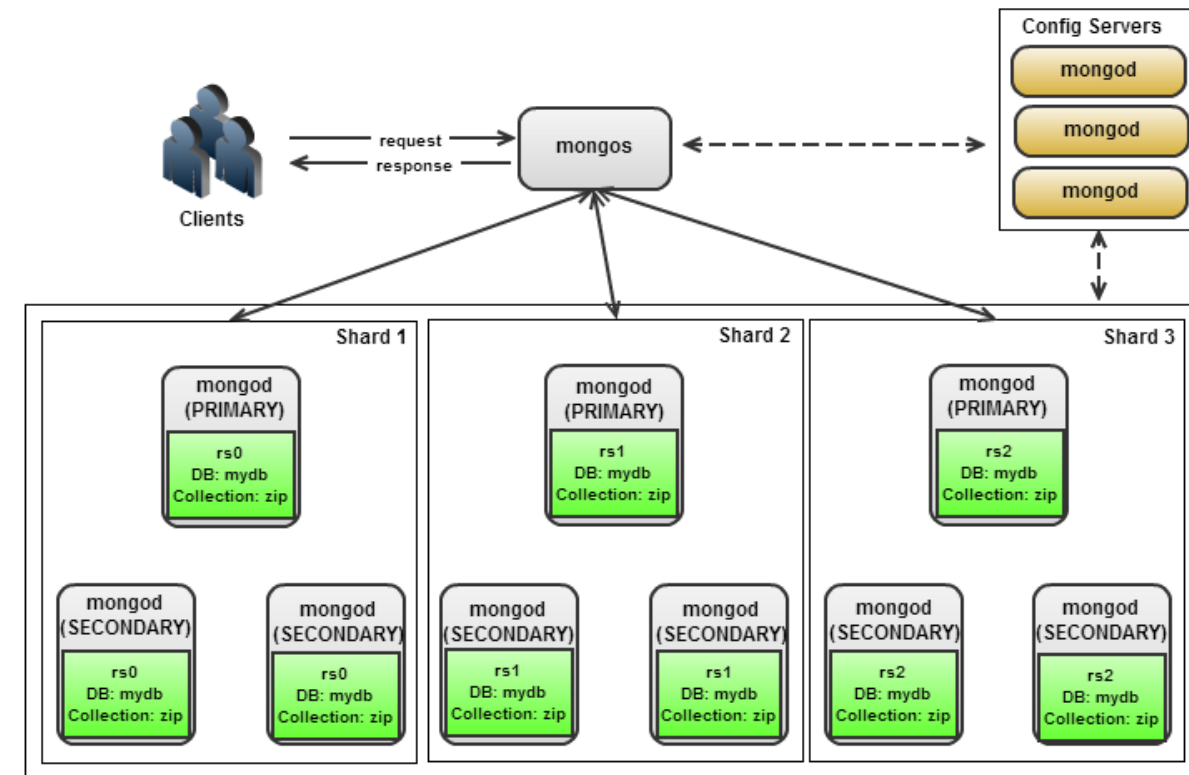 Config Servers
mongod
mongod
mongod
request
response
mongos
Clients
Shard 1
mongod
(PRIMARY)
rs0
DB: mydb
Collection: zip
mongod
(SECONDARY)
rs0
DB: mydb
Collection: zip
mongod
(SECONDARY)
rs0
DB: mydb
Collection: zip
Shard 2
mongod
(PRIMARY)
rs1
DB: mydb
Collection: zip
mongod
(SECONDARY)
rs1
DB: mydb
Collection: zip
mongod
(SECONDARY)
rs1
DB: mydb
Collection: zip
Shard 3
mongod
(PRIMARY)
rs2
DB: mydb
Collection: zip
mongod
(SECONDARY)
rs2
DB: mydb
Collection: zip
mongod
(SECONDARY)
rs2
DB: mydb
Collection: zip